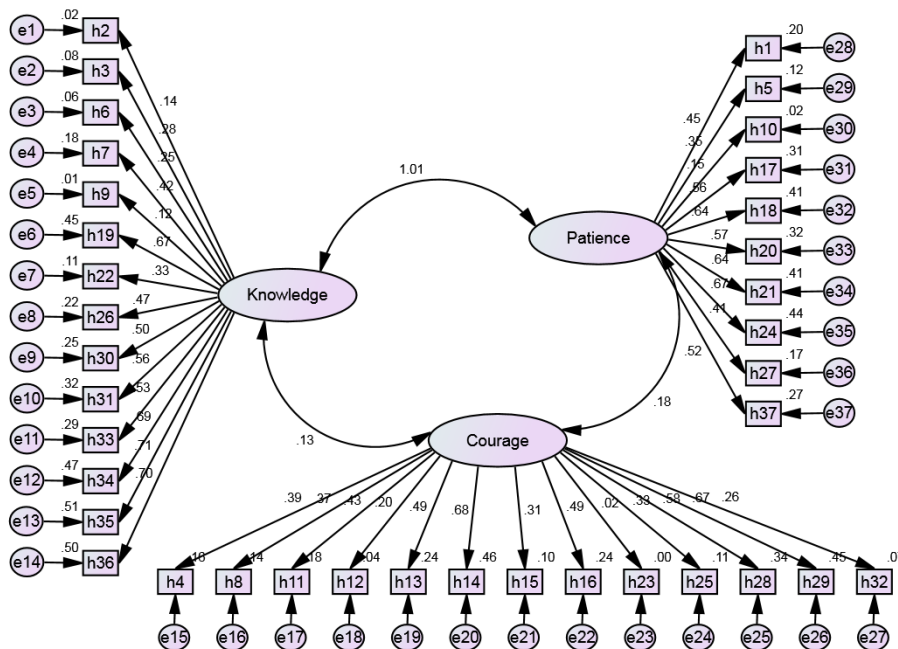 e1 .02 h2
e2 .08 h3
e3 .06 h6
e4 .18 h7
e5 .01 h9
e6 .45 h19
e7 .11 h22
e8 .22 h26
e9 .25 h30
e10 .32 h31
e11 .29 h33
e12 .47 h34
e13 .51 h35
e14 .50 h36
.14
.28
.25
.42
.12
.67
.33
.47
.50
.56
.53
.69
.71
.70
Knowledge
1.01
Patience
.45
.35
.15
.56
.64
.57
.64
.67
.41
.52
h1 .20 e28
h5 .12 e29
h10 .02 e30
h17 .31 e31
h18 .41 e32
h20 .32 e33
h21 .41 e34
h24 .44 e35
h27 .17 e36
h37 .27 e37
.13
.18
Courage
.39 .37 .43 .20 .49 .68 .31 .49 .02 .33 .58 .67 .26
.16 .14 .18 .04 .24 .46 .10 .24 .00 .11 .34 .45 .0
h4 h8 h11 h12 h13 h14 h15 h16 h23 h25 h28 h29 h32
e15 e16 e17 e18 e19 e20 e21 e22 e23 e24 e25 e26 e27